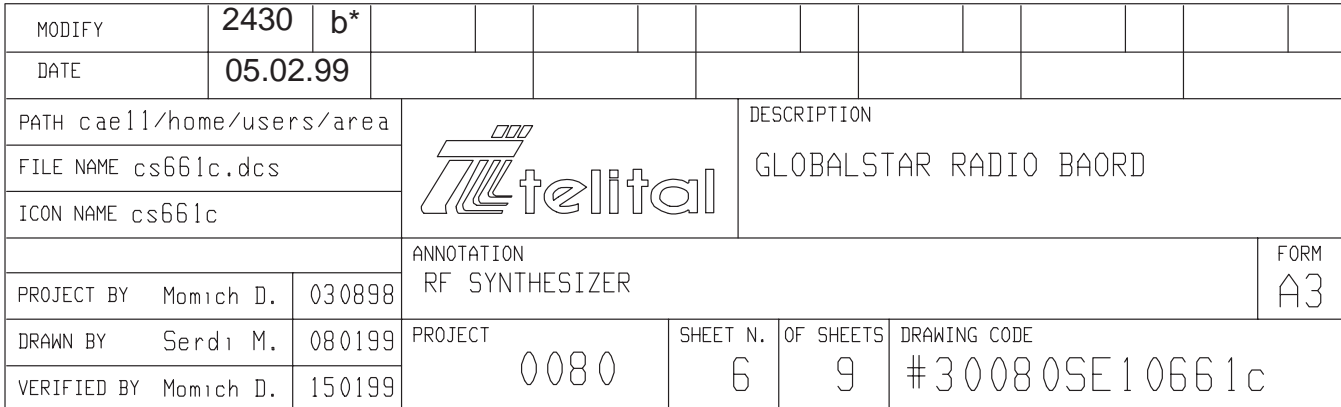 MODIFY 2430 b*
DATE 05.02.99
PATH cae11/home/users/area
FILE NAME cs661c.dcs
ICON NAME cs661c
telital
DESCRIPTION
GLOBALSTAR RADIO BAORD
ANNOTATION
RF SYNTHESIZER
FORM
A3
PROJECT BY Momich D. 030898
DRAWN BY Serdi M. 080199
VERIFIED BY Momich D. 150199
PROJECT
0080
SHEET N.
6
OF SHEETS
9
DRAWING CODE
#30080SE10661c